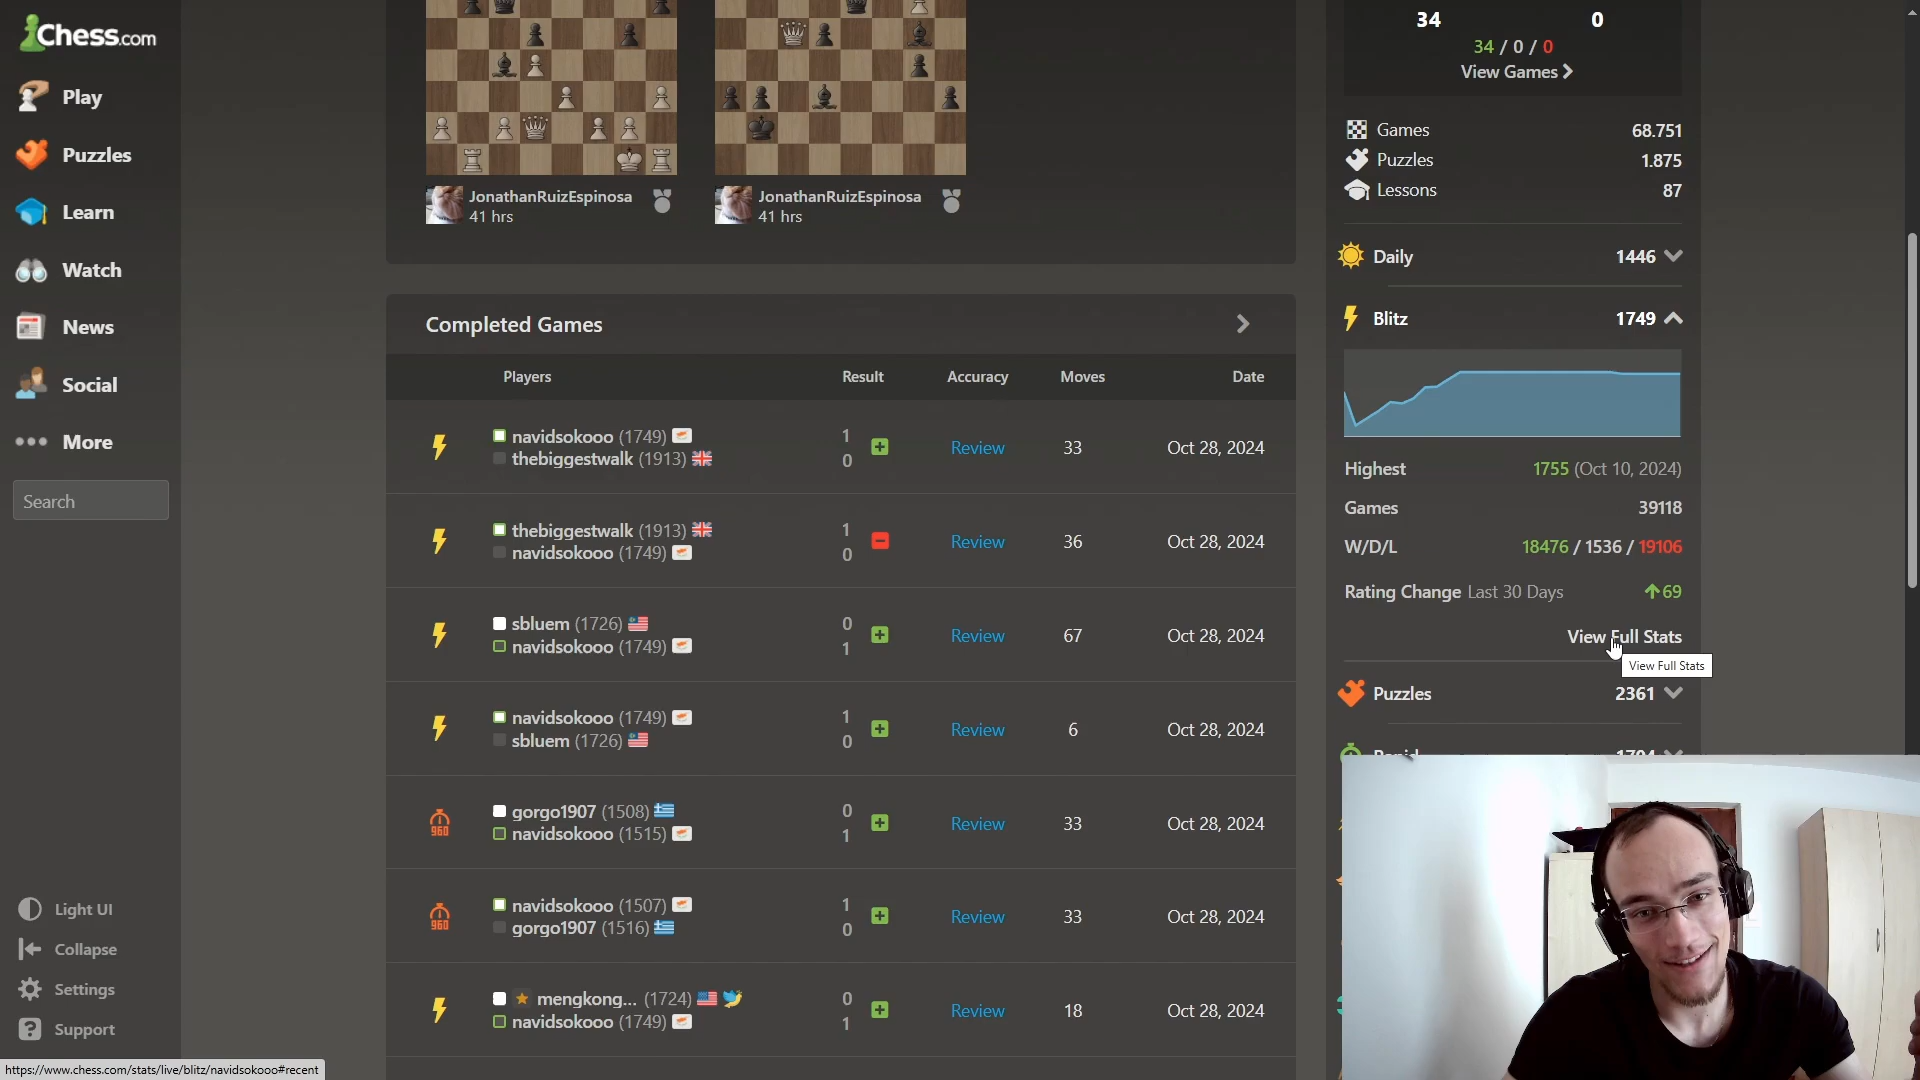 Chess.com
Play
Puzzles
Learn
Watch
News
Social
More
Search
Light UI
Collapse
Settings
Support
https://www.chess.com/stats/live/blitz/navidsokooo#recent
JonathanRuizEspinosa
41 hrs
JonathanRuizEspinosa
41 hrs
Completed Games
Players Result Accuracy Moves Date
navidsokooo (1749) 1
thebiggestwalk (1913) 0
Review 33 Oct 28, 2024
thebiggestwalk (1913) 1
navidsokooo (1749) 0
Review 36 Oct 28, 2024
sbluem (1726) 0
navidsokooo (1749) 1
Review 67 Oct 28, 2024
navidsokooo (1749) 1
sbluem (1726) 0
Review 6 Oct 28, 2024
960
gorgo1907 (1508) 0
navidsokooo (1515) 1
Review 33 Oct 28, 2024
960
navidsokooo (1507) 1
gorgo1907 (1516) 0
Review 33 Oct 28, 2024
mengkong... (1724) 0
navidsokooo (1749) 1
Review 18 Oct 28, 2024
34 0
34 / 0 / 0
View Games
Games 68.751
Puzzles 1.875
Lessons 87
Daily 1446
Blitz 1749
Highest 1755 (Oct 10, 2024)
Games 39118
W/D/L 18476 / 1536 / 19106
Rating Change Last 30 Days 69
View Full Stats
View Full Stats
Puzzles 2361